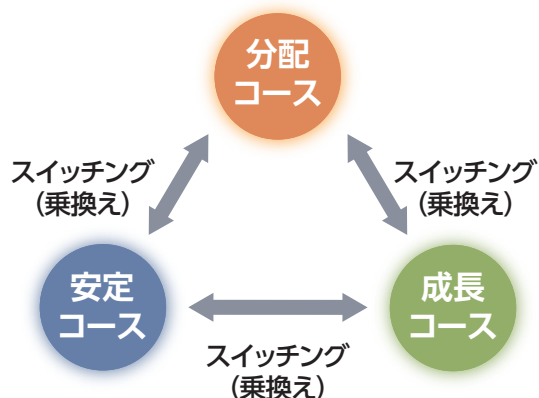 分配
コース
スイッチング
(乗換え)
スイッチング
(乗換え)
安定
コース
成長
コース
スイッチング
(乗換え)